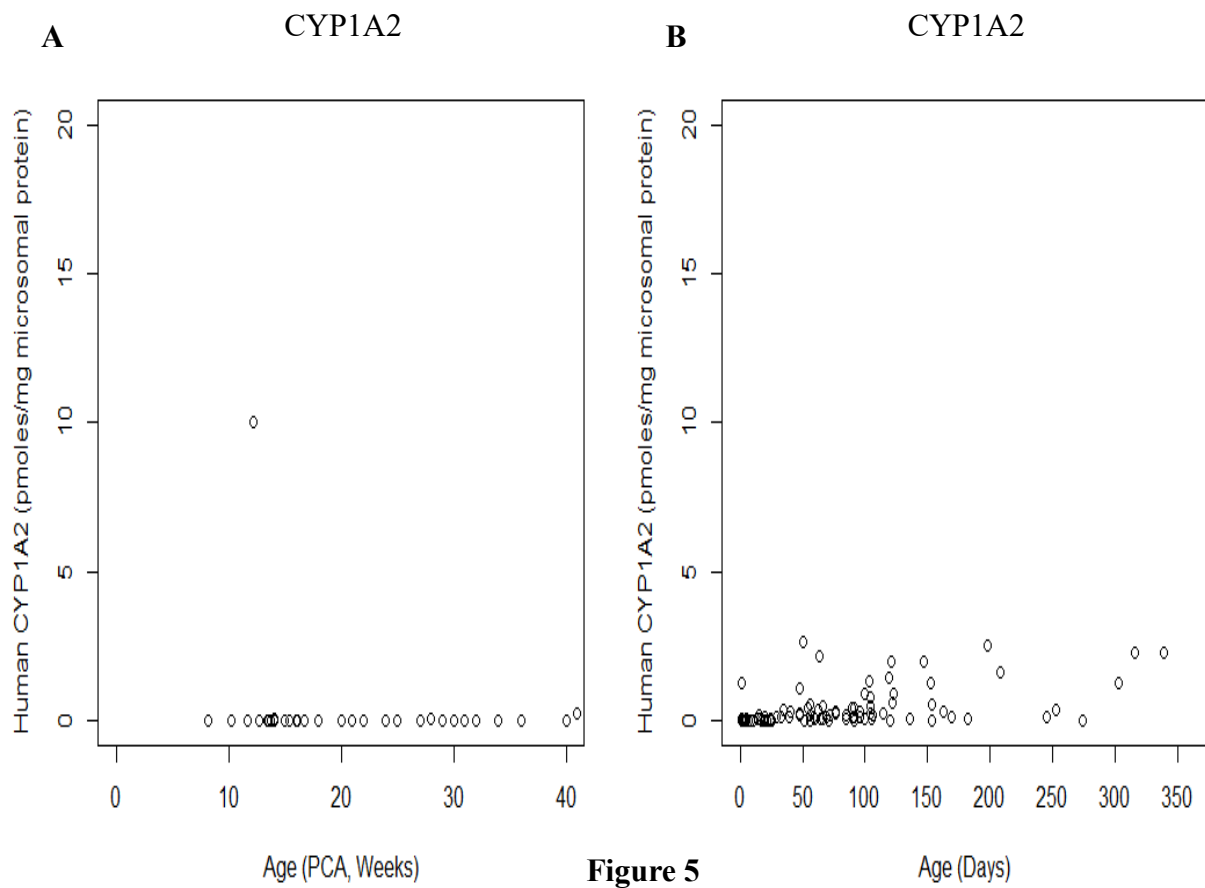 A
CYP1A2
B
CYP1A2
Human CYP1A2 (pmoles/mg microsomal protein)
20
15
10
5
0
0 10 20 30 40
Age (PCA, Weeks)
Human CYP1A2 (pmoles/mg microsomal protein)
20
15
10
5
0
0 50 100 150 200 250 300 350
Age (Days)
Figure 5